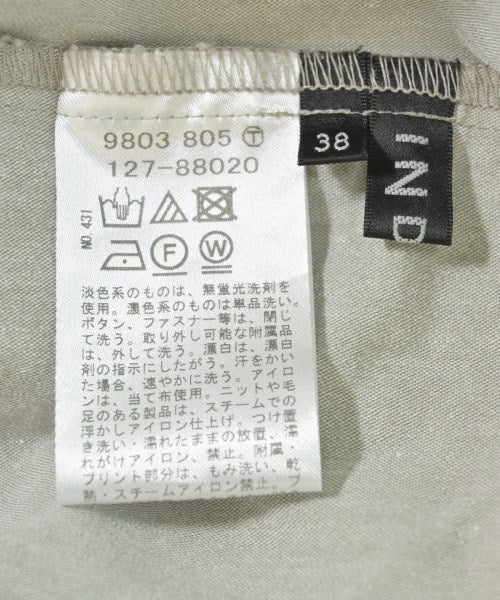 9803 805 Ⓣ
127-88020
38
IND
NO.431
F
W
淡色系のものは、無蛍光洗剤を
使用。濃色系のものは単品洗い。
ボタン、ファスナー等は、閉じ
て洗う。取り外し可能な附属品
は、外して洗う。漂白は、漂白
剤の指示にしたがう。汗をかい
た場合、速やかに洗う。アイロ
ンは、当て布使用。ニットや毛
足のある製品は、スチームでの
浮かしアイロン仕上げ。つけ置
き洗い・濡れたままの放置、濡
れがけアイロン、禁止。附属・
プリント部分は、もみ洗い、乾
熱・スチームアイロン禁止。ブ